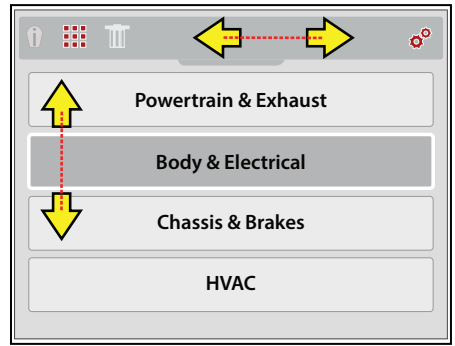 Powertrain & Exhaust
Body & Electrical
Chassis & Brakes
HVAC